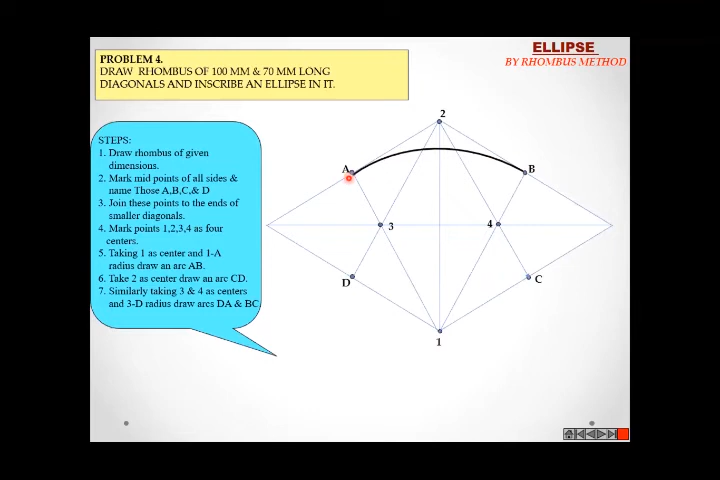 ELLIPSE
BY RHOMBUS METHOD
PROBLEM 4.
DRAW RHOMBUS OF 100 MM & 70 MM LONG
DIAGONALS AND INSCRIBE AN ELLIPSE IN IT.
STEPS:
1. Draw rhombus of given
dimensions.
2. Mark mid points of all sides &
name Those A,B,C,& D
3. Join these points to the ends of
smaller diagonals.
4. Mark points 1,2,3,4 as four
centers.
5. Taking 1 as center and 1-A
radius draw an arc AB.
6. Take 2 as center draw an arc CD.
7. Similarly taking 3 & 4 as centers
and 3-D radius draw arcs DA & BC.
2
A
B
3
4
D
C
1